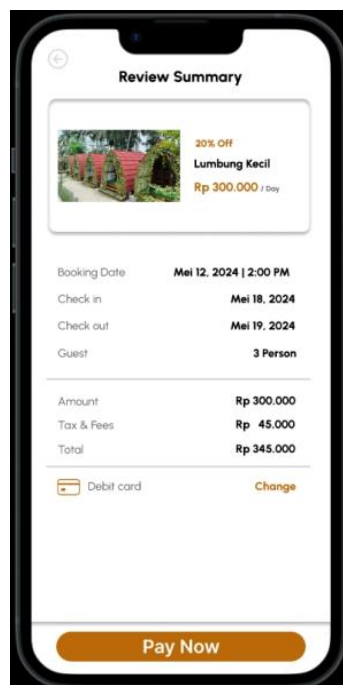 Review Summary
20% Off
Lumbung Kecil
Rp 300.000 / Day
Booking Date Mei 12, 2024 | 2:00 PM
Check in Mei 18, 2024
Check out Mei 19, 2024
Guest 3 Person
Amount Rp 300.000
Tax & Fees Rp 45.000
Total Rp 345.000
Debit card Change
Pay Now